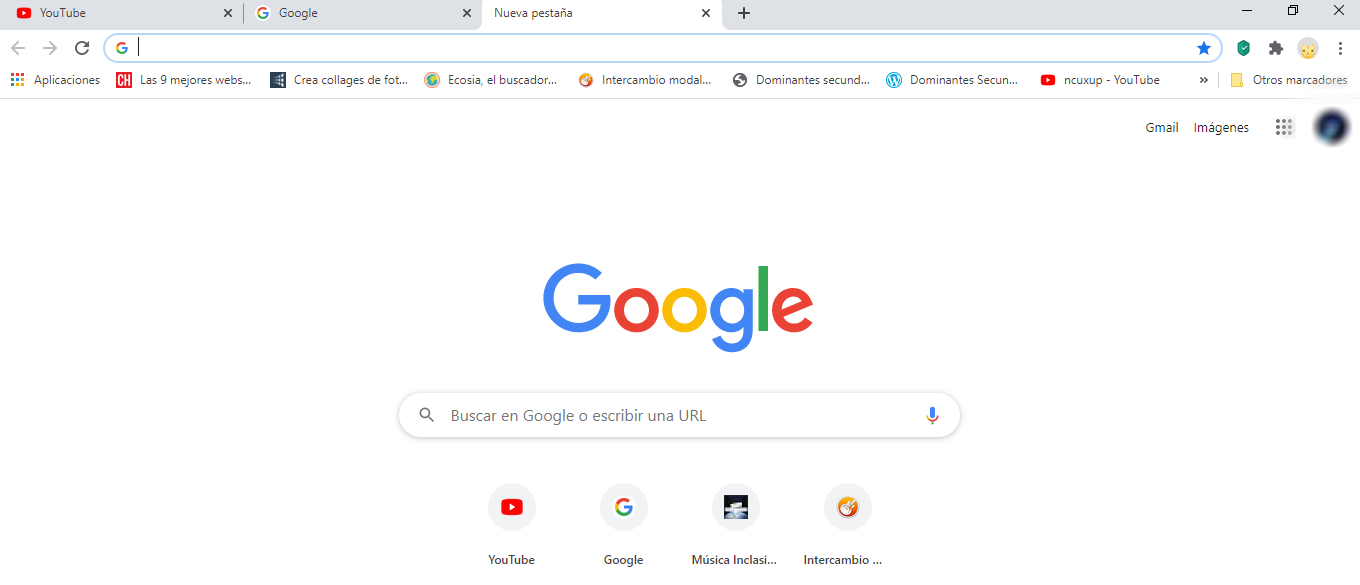 YouTube Google Nueva pestaña
Aplicaciones CH Las 9 mejores webs... Crea collages de fot... Ecosia, el buscador... Intercambio modal... Dominantes secund... Dominantes Secun... ncuxup - YouTube » Otros marcadores
Gmail Imágenes
Google
Buscar en Google o escribir una URL
YouTube Google Música Inclasi... Intercambio ...